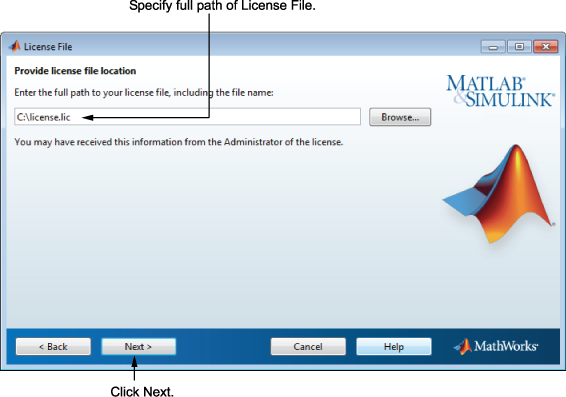 Specify full path of License File.
License File
Provide license file location
MATLAB®
&SIMULINK®
Enter the full path to your license file, including the file name:
C:\license.lic
Browse...
You may have received this information from the Administrator of the license.
< Back
Next >
Cancel
Help
MathWorks®
Click Next.